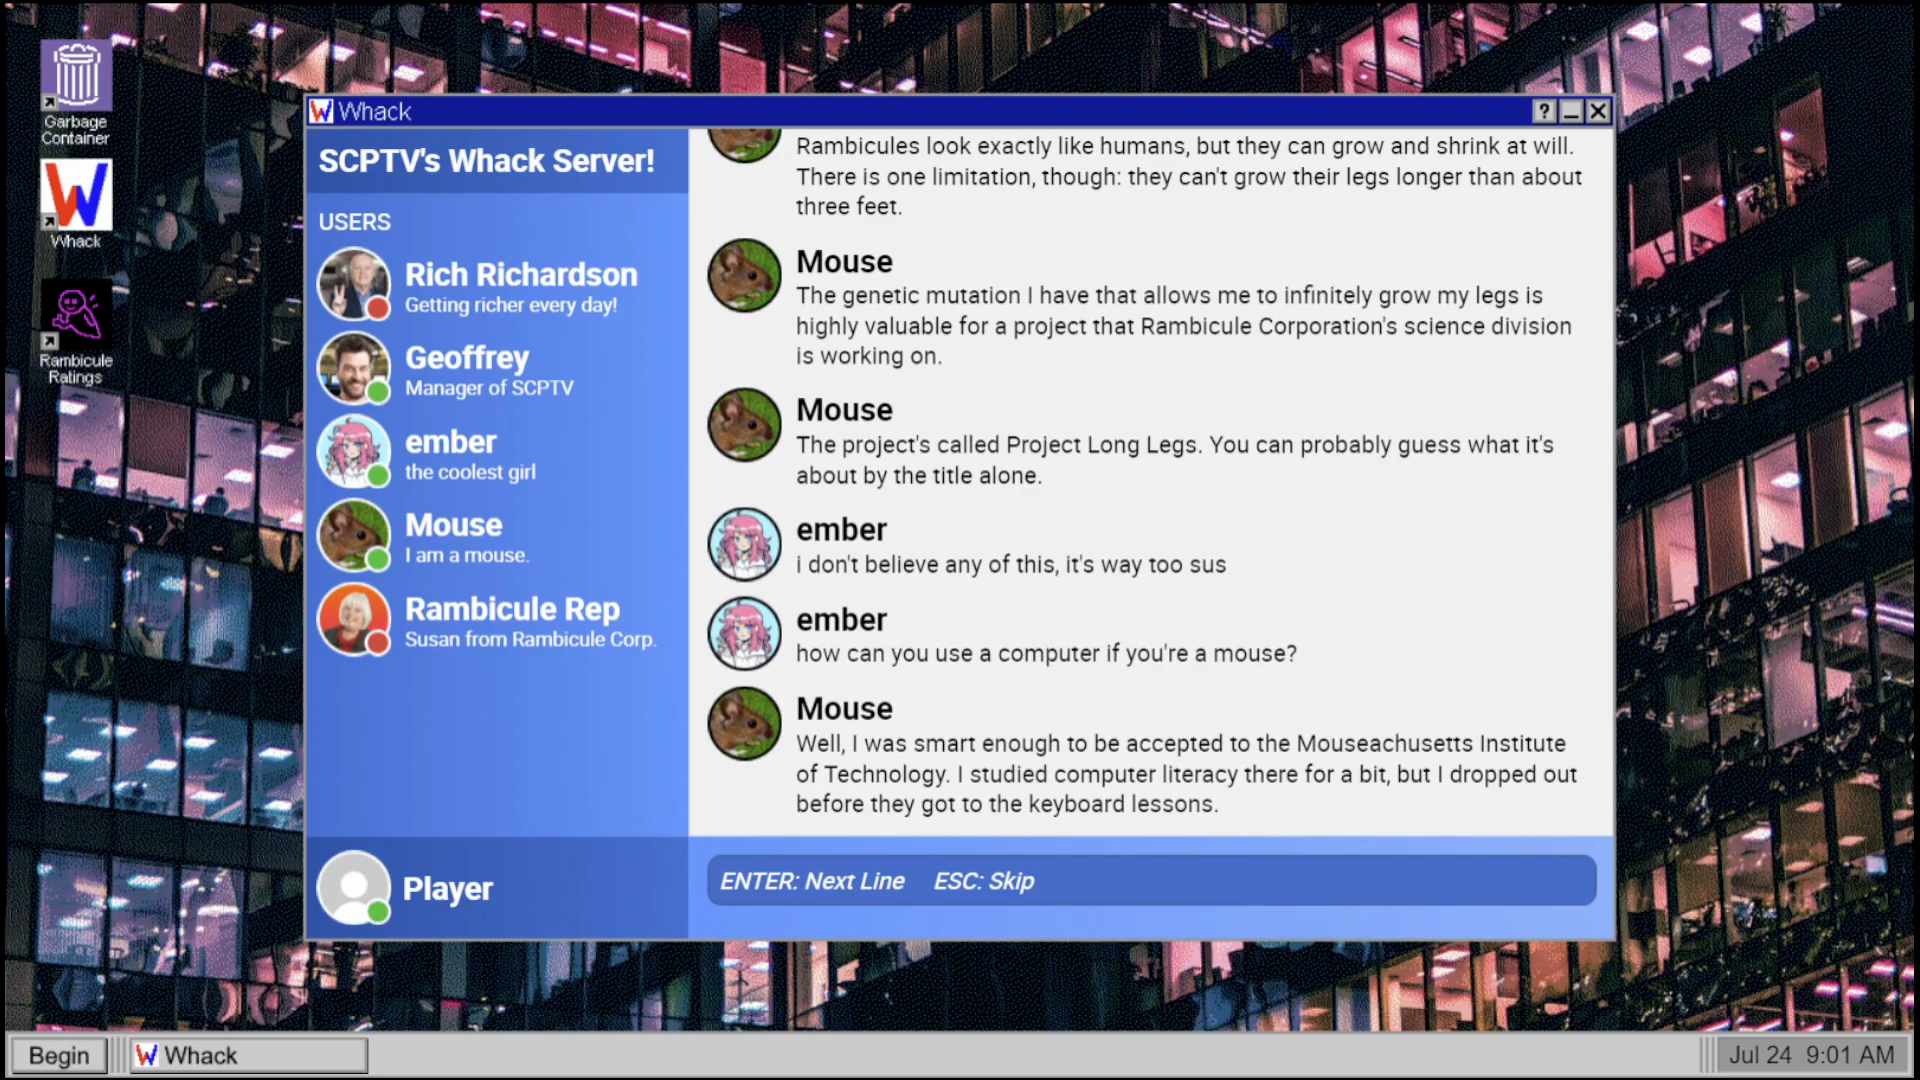 Garbage
Container
Whack
Rambicule
Ratings
Whack
?
SCPTV's Whack Server!
USERS
Rich Richardson
Getting richer every day!
Geoffrey
Manager of SCPTV
ember
the coolest girl
Mouse
I am a mouse.
Rambicule Rep
Susan from Rambicule Corp.
Player
Rambicules look exactly like humans, but they can grow and shrink at will.
There is one limitation, though: they can't grow their legs longer than about
three feet.
Mouse
The genetic mutation I have that allows me to infinitely grow my legs is
highly valuable for a project that Rambicule Corporation's science division
is working on.
Mouse
The project's called Project Long Legs. You can probably guess what it's
about by the title alone.
ember
i don't believe any of this, it's way too sus
ember
how can you use a computer if you're a mouse?
Mouse
Well, I was smart enough to be accepted to the Mouseachusetts Institute
of Technology. I studied computer literacy there for a bit, but I dropped out
before they got to the keyboard lessons.
ENTER: Next Line ESC: Skip
Begin
Whack
Jul 24 9:01 AM